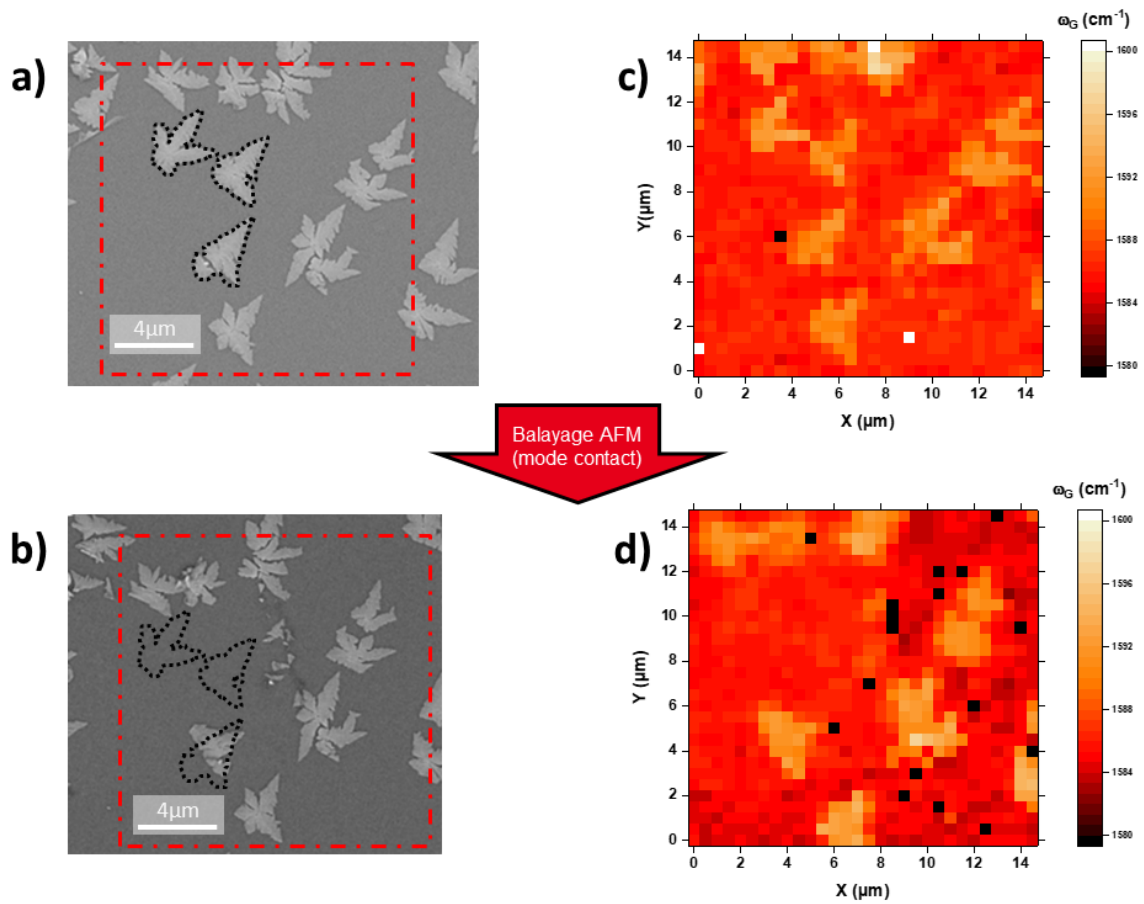 a)
4µm
c)
ωG (cm-1)
1600
1596
1592
1588
1584
1580
14
12
10
8
6
4
2
0
Y(µm)
0 2 4 6 8 10 12 14
X (µm)
Balayage AFM
(mode contact)
b)
4µm
d)
ωG (cm-1)
1600
1596
1592
1588
1584
1580
14
12
10
8
6
4
2
0
Y (µm)
0 2 4 6 8 10 12 14
X (µm)